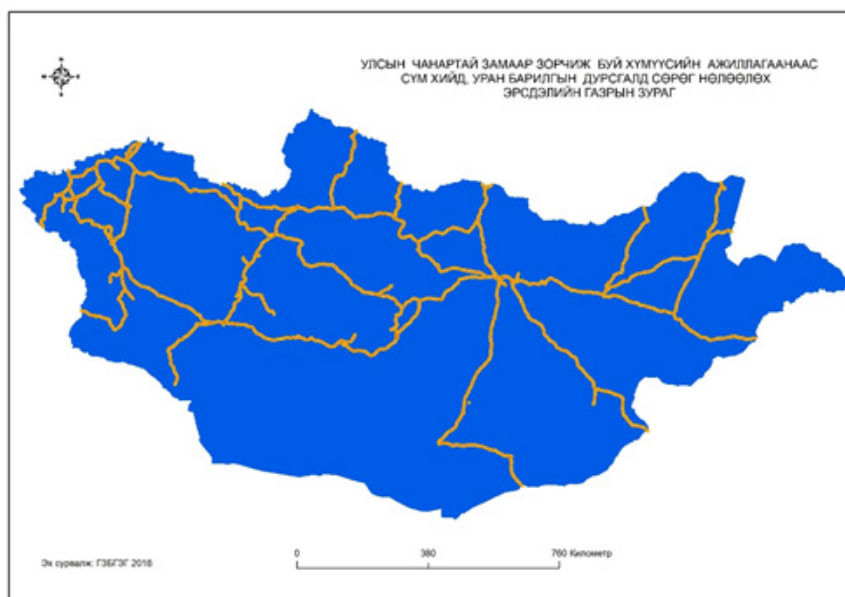 УЛСЫН ЧАНАРТАЙ ЗАМААР ЗОРЧИЖ БУЙ ХҮМҮҮСИЙН АЖИЛЛАГААНААС
СҮМ ХИЙД, УРАН БАРИЛГЫН ДУРСГАЛД СӨРӨГ НӨЛӨӨЛӨХ
ЭРСДЭЛИЙН ГАЗРЫН ЗУРАГ
Эх сурвалж: ГЗБГЗГ 2016
0 380 760 Километр